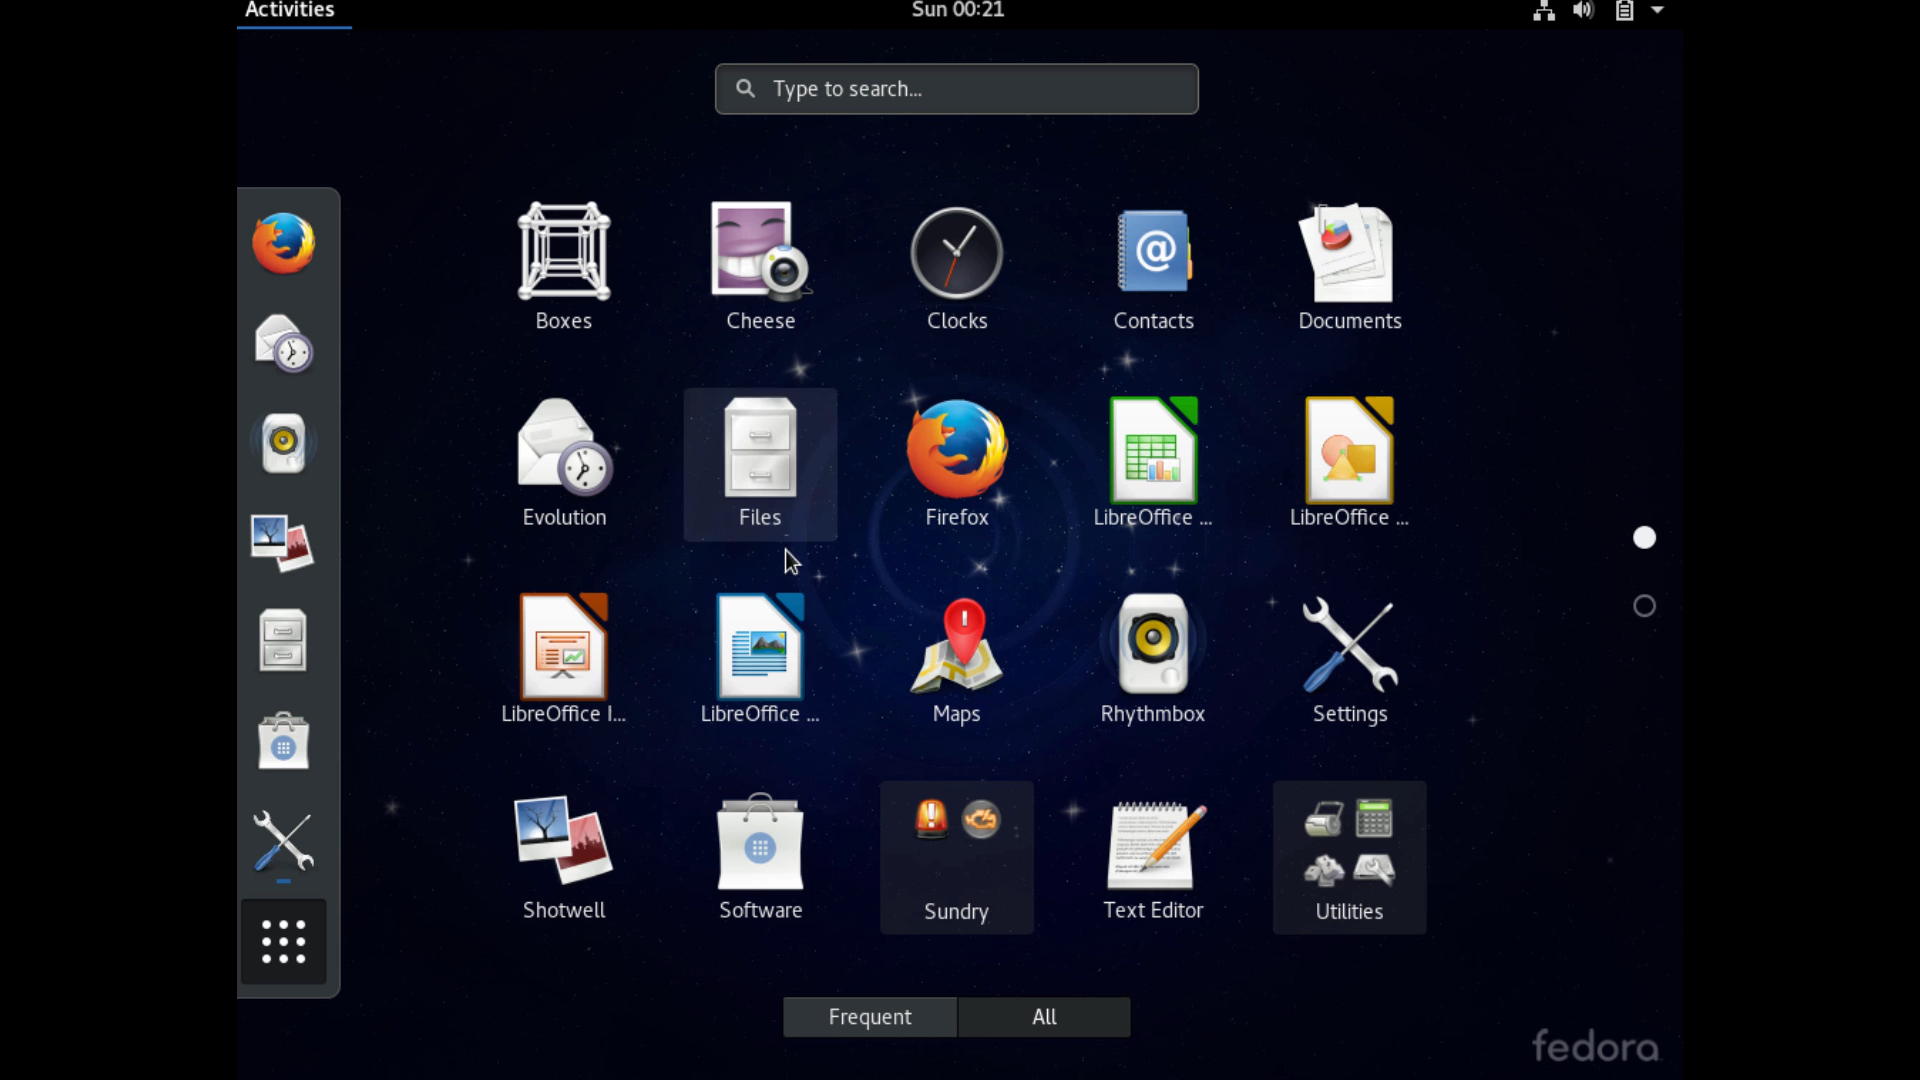 Activities
Sun 00:21
Type to search...
Boxes
Cheese
Clocks
Contacts
Documents
Evolution
Files
Firefox
LibreOffice ...
LibreOffice ...
LibreOffice I...
LibreOffice ...
Maps
Rhythmbox
Settings
Shotwell
Software
Sundry
Text Editor
Utilities
Frequent
All
fedora